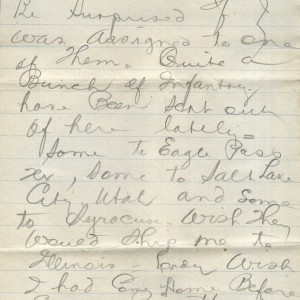 Be Surprised if I
was assigned to one
of them. Quite a
Bunch of Infantry
have Been Sent out
of here lately -
Some to Eagle Pass
Tex, Some to Salt Lake
City Utah and Some
to Syracuse. Wish They
would Ship me to
Illinois - Wish
I had Come Home Before